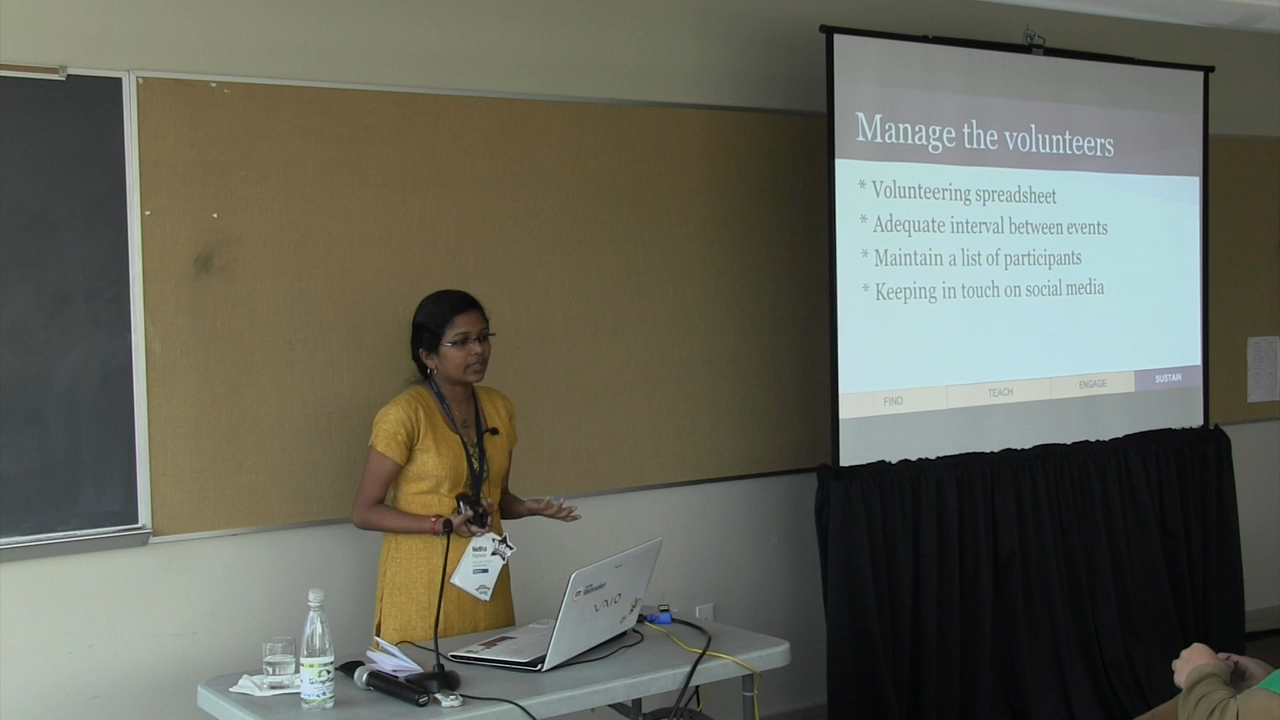 Manage the volunteers
* Volunteering spreadsheet
* Adequate interval between events
* Maintain a list of participants
* Keeping in touch on social media
FIND
TEACH
ENGAGE
SUSTAIN
VAIO